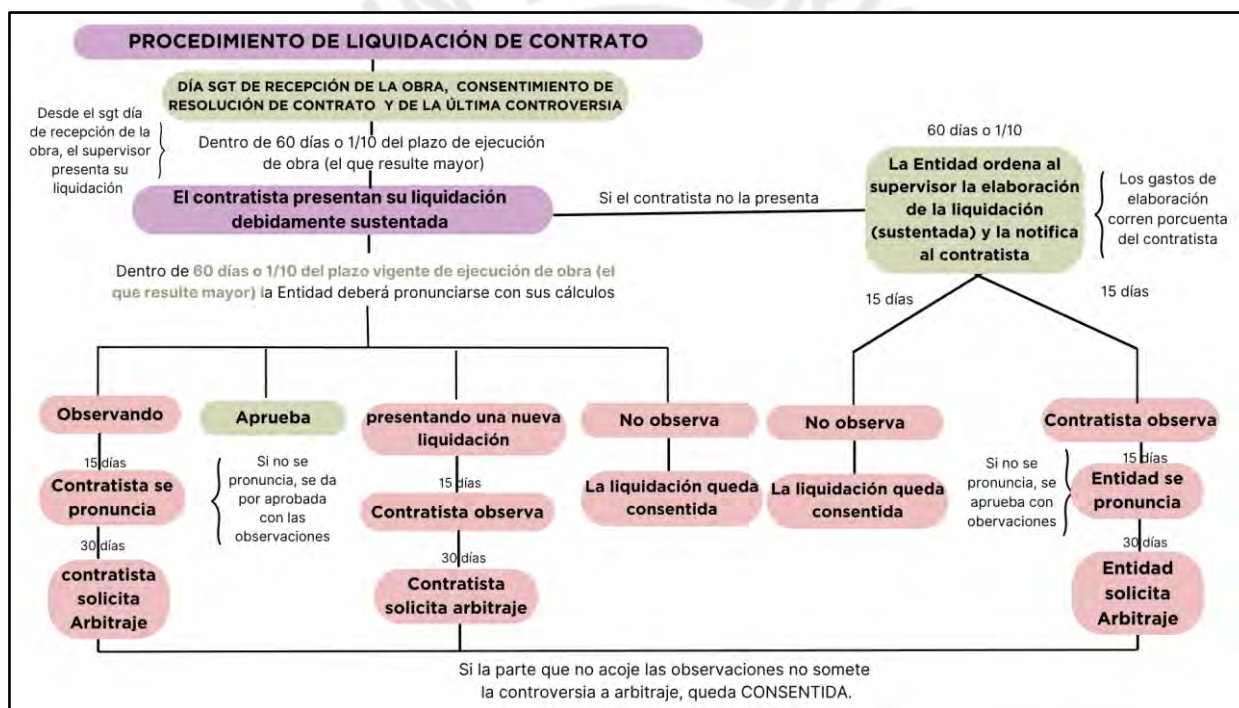 PROCEDIMIENTO DE LIQUIDACIÓN DE CONTRATO
DÍA SGT DE RECEPCIÓN DE LA OBRA, CONSENTIMIENTO DE
RESOLUCIÓN DE CONTRATO Y DE LA ÚLTIMA CONTROVERSIA
Desde el sgt día
de recepción de la
obra, el supervisor
presenta su
liquidación
Dentro de 60 días o 1/10 del plazo de ejecución
de obra (el que resulte mayor)
El contratista presentan su liquidación
debidamente sustentada
Si el contratista no la presenta
60 días o 1/10
La Entidad ordena al
supervisor la elaboración
de la liquidación
(sustentada) y la notifica
al contratista
Los gastos de
elaboración
corren porcuenta
del contratista
Dentro de 60 días o 1/10 del plazo vigente de ejecución de obra (el
que resulte mayor) la Entidad deberá pronunciarse con sus cálculos
15 días
15 días
Observando
15 días
Contratista se
pronuncia
30 días
contratista
solicita
Arbitraje
Aprueba
Si no se
pronuncia, se da
por aprobada
con las
observaciones
presentando una nueva
liquidación
15 días
Contratista observa
30 días
Contratista
solicita arbitraje
No observa
La liquidación queda
consentida
No observa
La liquidación queda
consentida
Contratista observa
15 días
Si no se
pronuncia, se
aprueba con
obervaciones
Entidad se
pronuncia
30 días
Entidad
solicita
Arbitraje
Si la parte que no acoje las observaciones no somete
la controversia a arbitraje, queda CONSENTIDA.